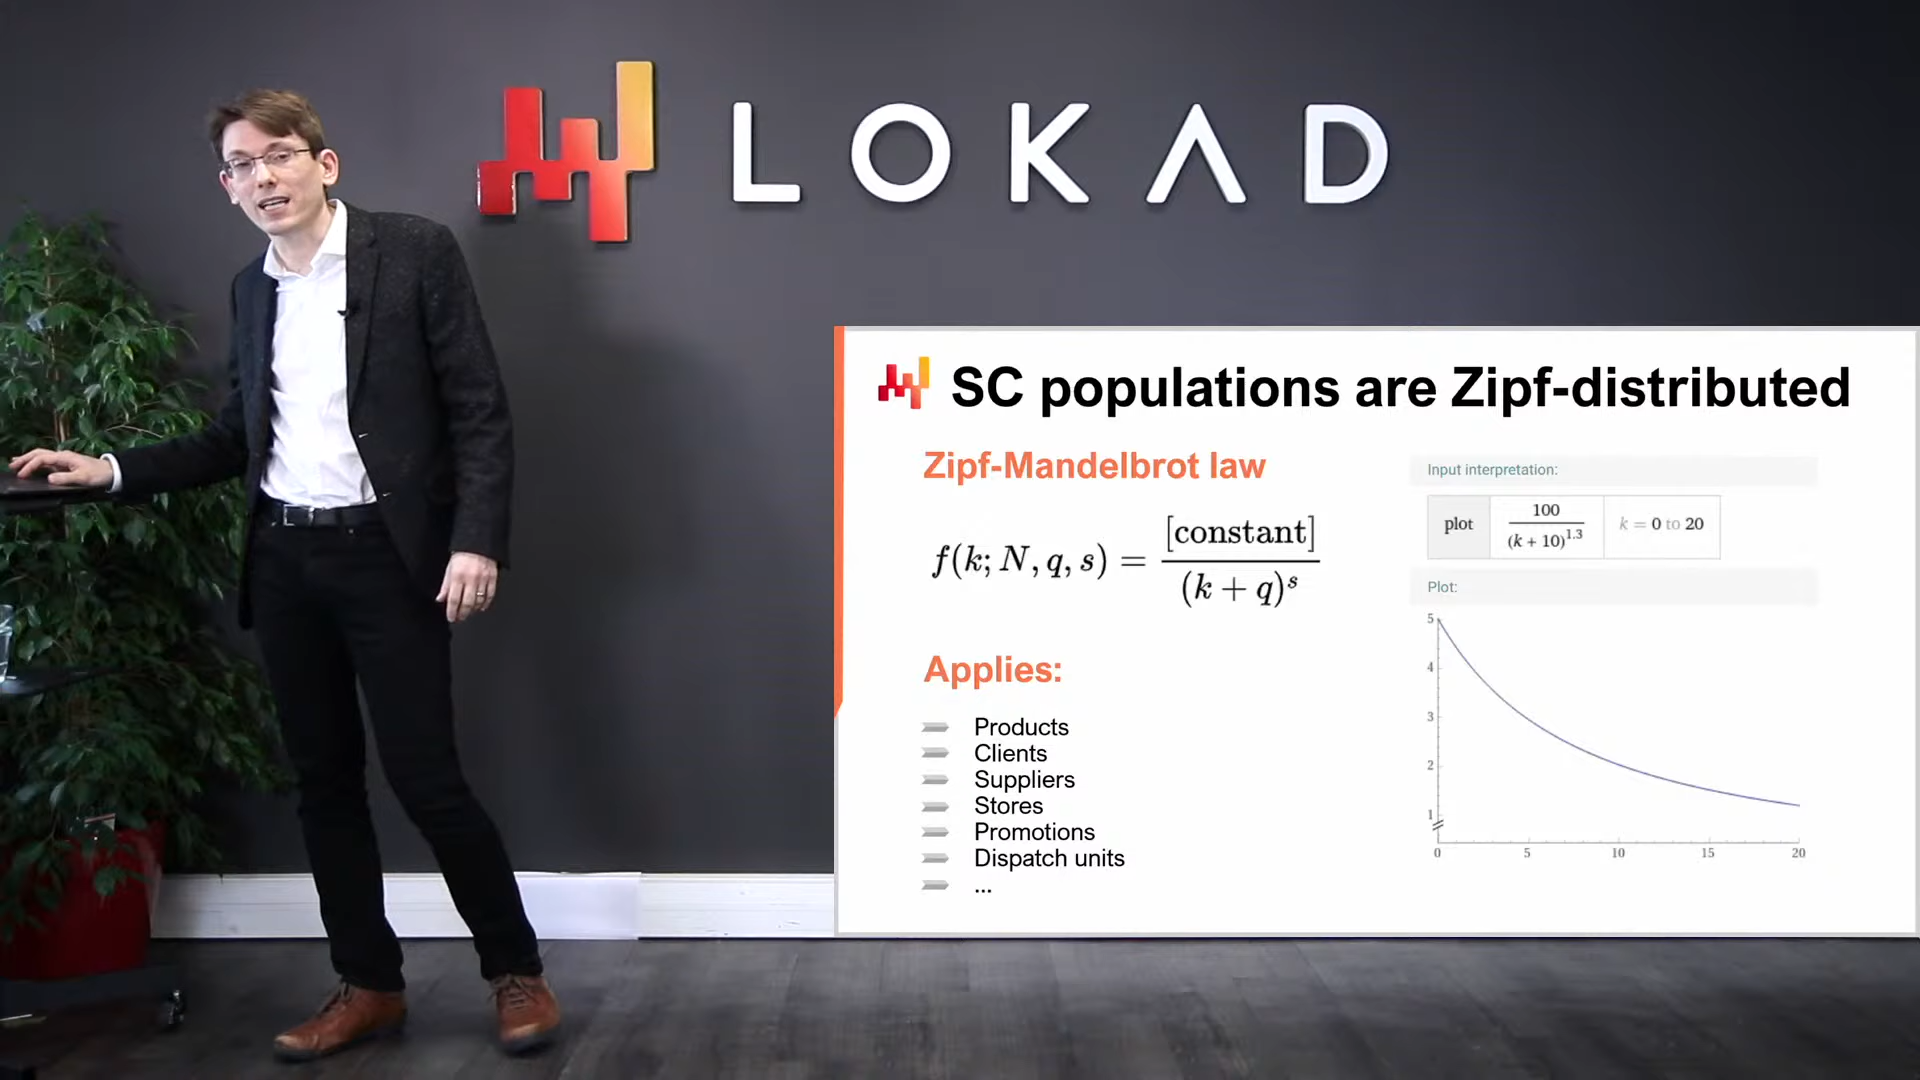 LOKAD
SC populations are Zipf-distributed
Zipf-Mandelbrot law
f(k; N, q, s) = [constant] / (k + q)^s
Applies:
Products
Clients
Suppliers
Stores
Promotions
Dispatch units
...
Input interpretation:
plot 100 / (k + 10)^1.3 k = 0 to 20
Plot:
5
4
3
2
1
0 5 10 15 20